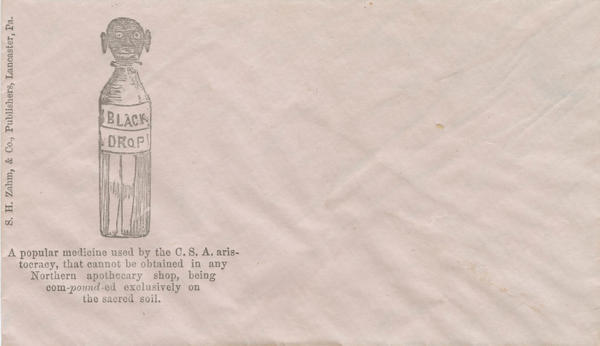 S. H. Zahm, & Co., Publishers, Lancaster, Pa.
BLACK
DROP
A popular medicine used by the C. S. A. aris-
tocracy, that cannot be obtained in any
Northern apothecary shop, being
com-pound-ed exclusively on
the sacred soil.